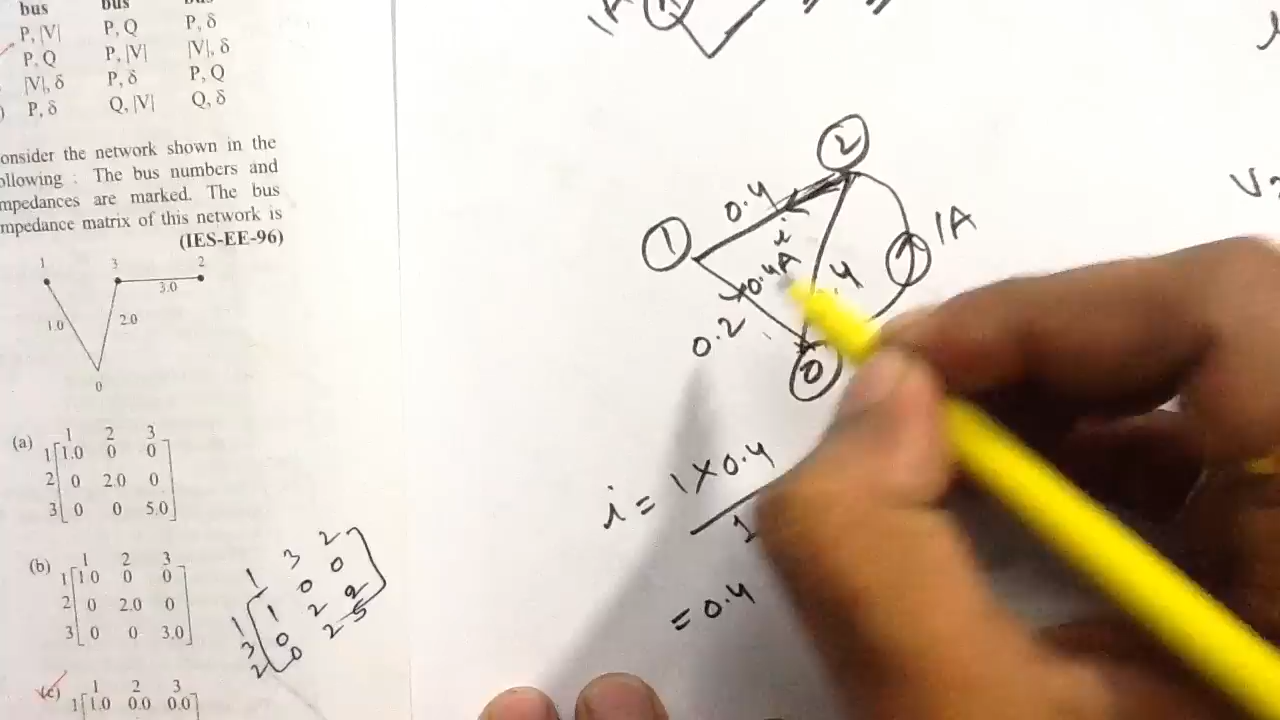 bus bus
P, |V| P, Q P, δ
P, Q P, |V| |V|, δ
|V|, δ P, δ P, Q
) P, δ Q, |V| Q, δ
onsider the network shown in the
ollowing : The bus numbers and
mpedances are marked. The bus
mpedance matrix of this network is
(IES-EE-96)
1 3 2
3.0
1.0 2.0
0
(a) 1 2 3
1 1.0 0 0
2 0 2.0 0
3 0 0 5.0
(b) 1 2 3
1 1 0 0 0
2 0 2.0 0
3 0 0 3.0
(c) 1 2 3
1 1.0 0.0 0.0
1 3 2
1 1 0 0
3 0 2 2
2 0 2 5
1A
2
0.4
1
i
0.4A
1A
.4
0.2
0
i = 1×0.4
1
= 0.4
V2